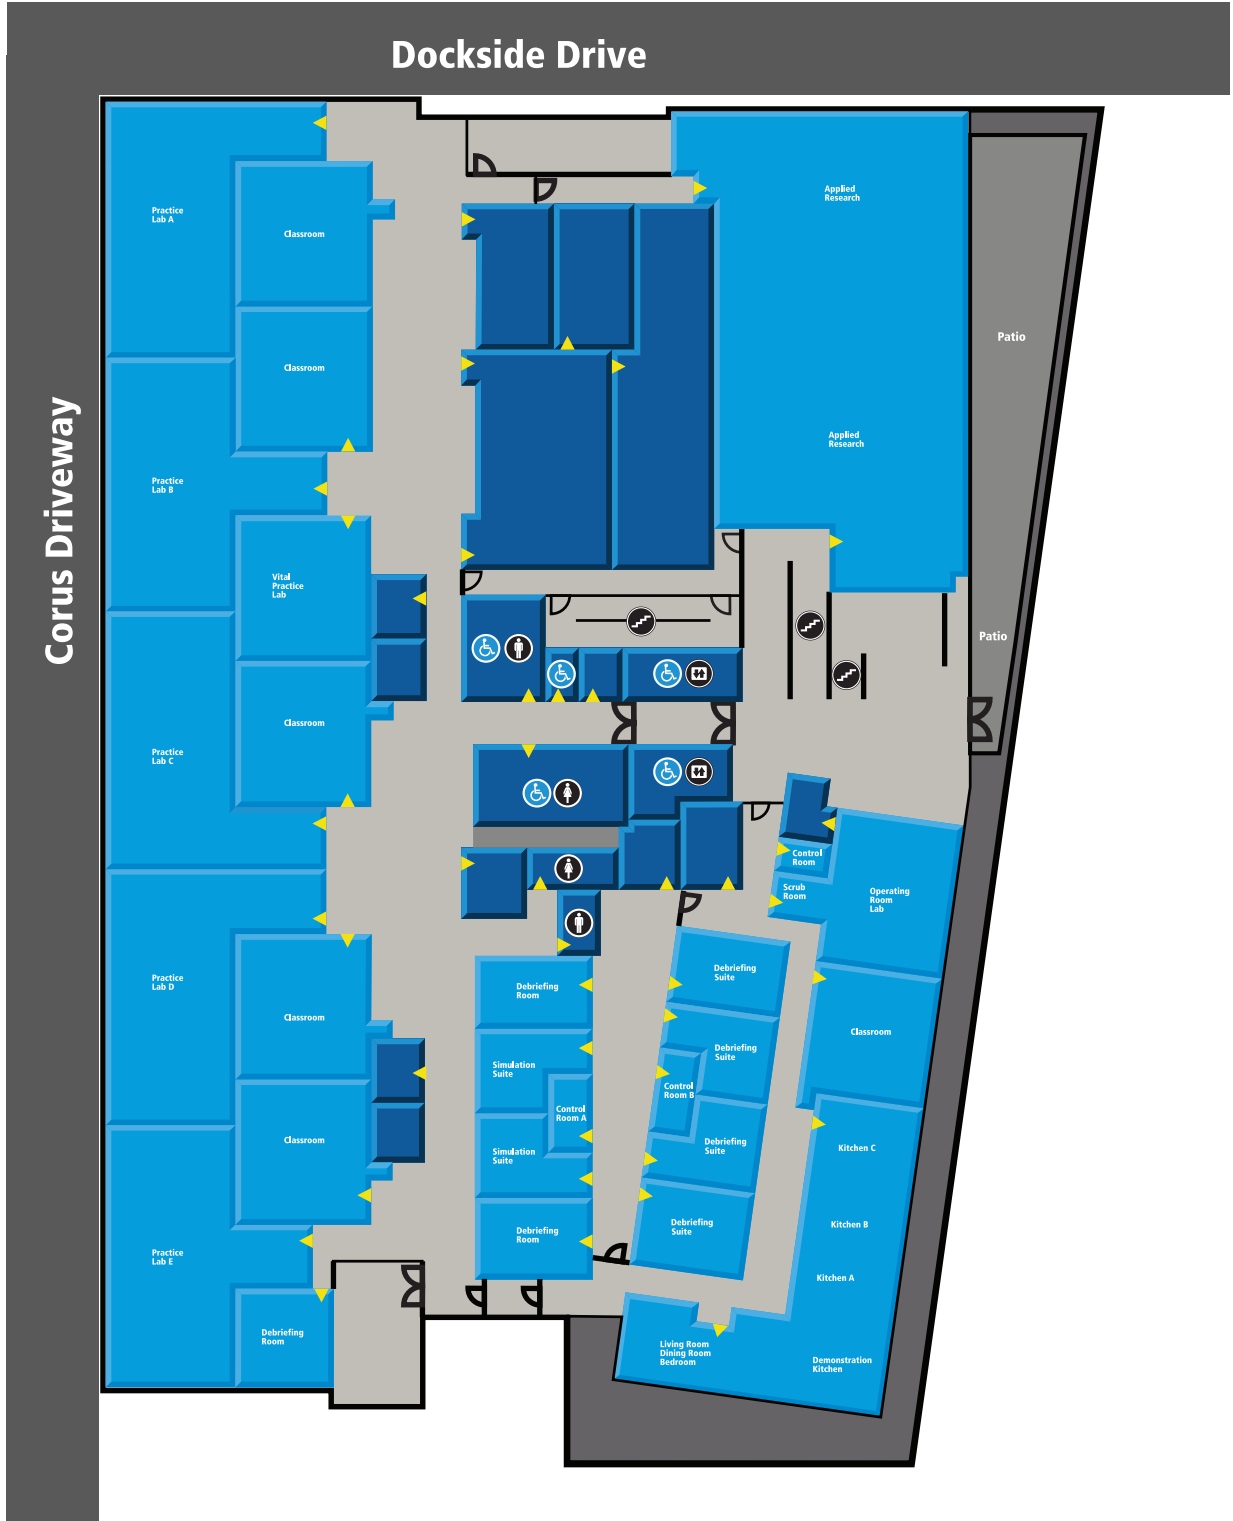 Dockside Drive
Corus Driveway
Practice
Lab A
Classroom
Classroom
Practice
Lab B
Vital
Practice
Lab
Classroom
Practice
Lab C
Practice
Lab D
Classroom
Classroom
Practice
Lab E
Debriefing
Room
Applied
Research
Applied
Research
Patio
Patio
Control
Room
Scrub
Room
Operating
Room
Lab
Classroom
Debriefing
Room
Simulation
Suite
Control
Room A
Simulation
Suite
Debriefing
Room
Debriefing
Suite
Debriefing
Suite
Control
Room B
Debriefing
Suite
Debriefing
Suite
Kitchen C
Kitchen B
Kitchen A
Living Room
Dining Room
Bedroom
Demonstration
Kitchen